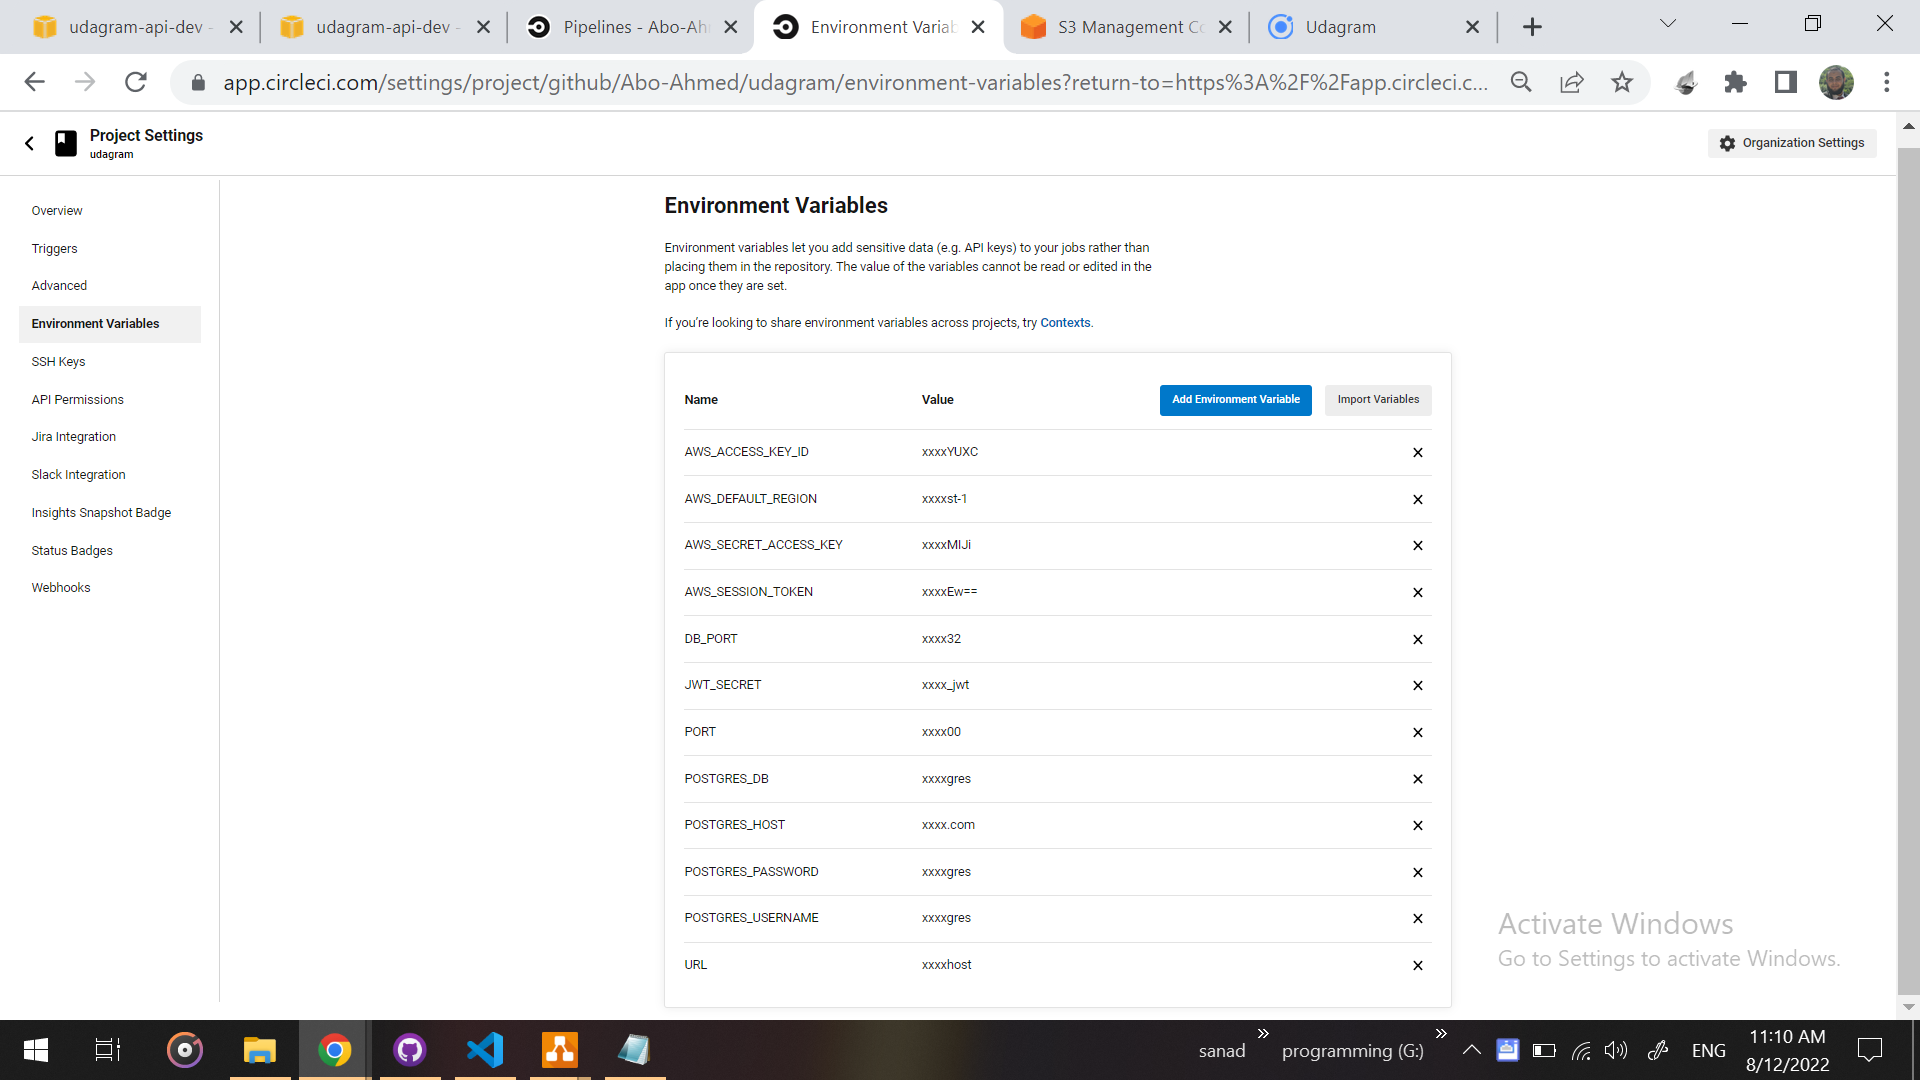 udagram-api-dev -
udagram-api-dev -
Pipelines - Abo-Ah
Environment Variab
S3 Management Co
Udagram
app.circleci.com/settings/project/github/Abo-Ahmed/udagram/environment-variables?return-to=https%3A%2F%2Fapp.circleci.c...
Project Settings
udagram
Organization Settings
Overview
Triggers
Advanced
Environment Variables
SSH Keys
API Permissions
Jira Integration
Slack Integration
Insights Snapshot Badge
Status Badges
Webhooks
Environment Variables
Environment variables let you add sensitive data (e.g. API keys) to your jobs rather than
placing them in the repository. The value of the variables cannot be read or edited in the
app once they are set.
If you're looking to share environment variables across projects, try Contexts.
Name Value Add Environment Variable Import Variables
AWS_ACCESS_KEY_ID xxxxYUXC
AWS_DEFAULT_REGION xxxxst-1
AWS_SECRET_ACCESS_KEY xxxxMIJi
AWS_SESSION_TOKEN xxxxEw==
DB_PORT xxxx32
JWT_SECRET xxxx_jwt
PORT xxxx00
POSTGRES_DB xxxxgres
POSTGRES_HOST xxxx.com
POSTGRES_PASSWORD xxxxgres
POSTGRES_USERNAME xxxxgres
URL xxxxhost
Activate Windows
Go to Settings to activate Windows.
sanad
programming (G:)
ENG
11:10 AM
8/12/2022